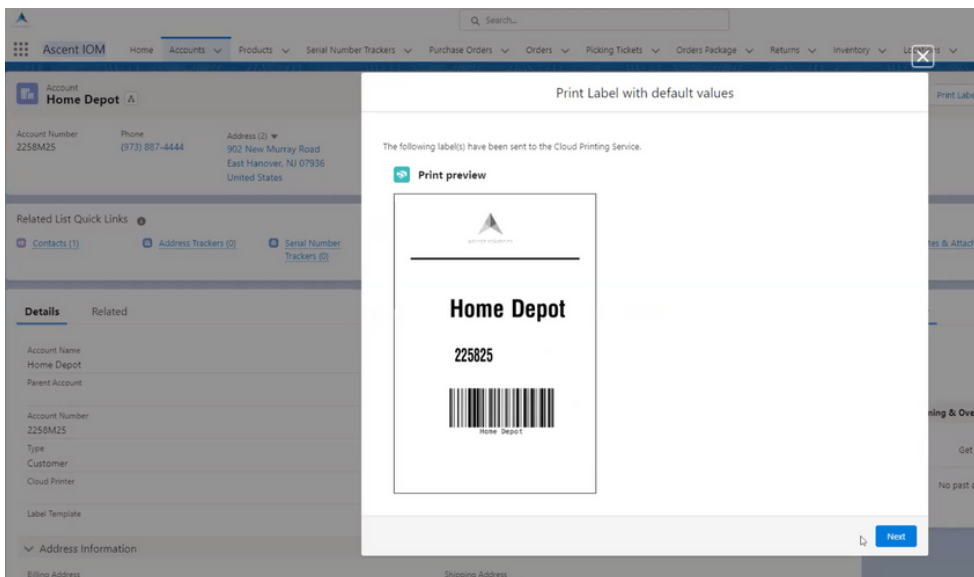 Search...
Ascent IOM Home Accounts Products Serial Number Trackers Purchase Orders Orders Picking Tickets Orders Package Returns Inventory
Account
Home Depot
Print Label with default values
Print Labe
Account Number Phone Address (2)
2258M25 (973) 887-4444 902 New Murray Road
East Hanover, NJ 07936
United States
The following label(s) have been sent to the Cloud Printing Service.
Print preview
Related List Quick Links
Contacts (1) Address Trackers (0) Serial Number
Trackers (0)
tes & Attach
Home Depot
225825
Home Depot
Details Related
Account Name
Home Depot
Parent Account
Account Number
2258M25
Type
Customer
Cloud Printer
Label Template
ning & Ove
Get
No past a
Next
Address Information
Billing Address Shipping Address